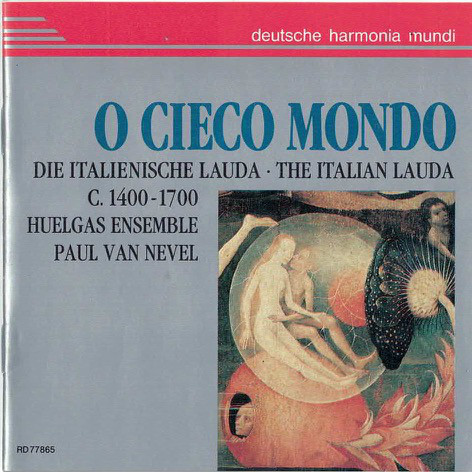 deutsche harmonia mundi
O CIECO MONDO
DIE ITALIENISCHE LAUDA · THE ITALIAN LAUDA
C. 1400-1700
HUELGAS ENSEMBLE
PAUL VAN NEVEL
RD77865